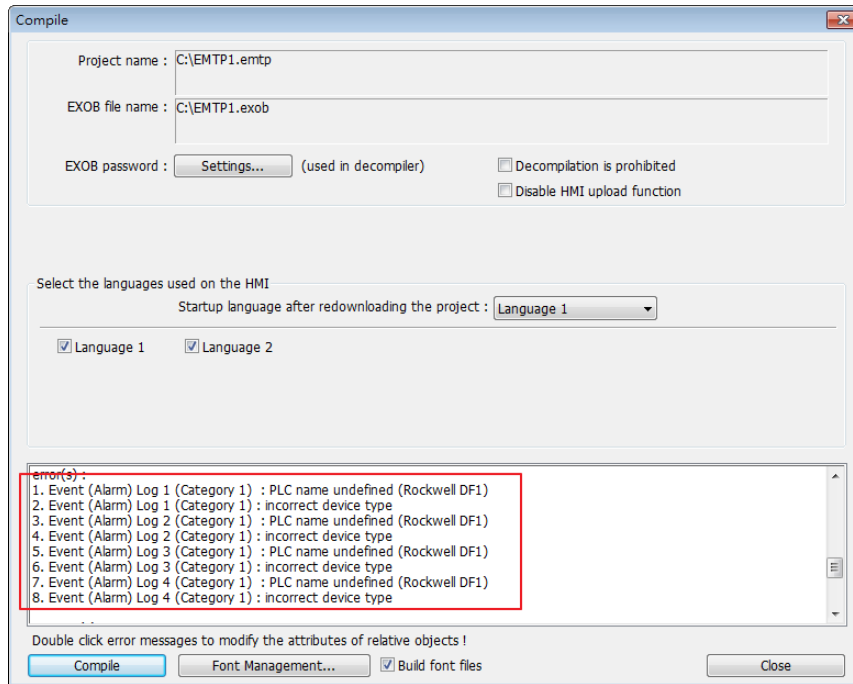 Compile
Project name : C:\EMTP1.emtp
EXOB file name : C:\EMTP1.exob
EXOB password : Settings... (used in decompiler) Decompilation is prohibited
Disable HMI upload function
Select the languages used on the HMI
Startup language after redownloading the project : Language 1
Language 1 Language 2
error(s) :
1. Event (Alarm) Log 1 (Category 1) : PLC name undefined (Rockwell DF1)
2. Event (Alarm) Log 1 (Category 1) : incorrect device type
3. Event (Alarm) Log 2 (Category 1) : PLC name undefined (Rockwell DF1)
4. Event (Alarm) Log 2 (Category 1) : incorrect device type
5. Event (Alarm) Log 3 (Category 1) : PLC name undefined (Rockwell DF1)
6. Event (Alarm) Log 3 (Category 1) : incorrect device type
7. Event (Alarm) Log 4 (Category 1) : PLC name undefined (Rockwell DF1)
8. Event (Alarm) Log 4 (Category 1) : incorrect device type
Double click error messages to modify the attributes of relative objects !
Compile Font Management... Build font files Close